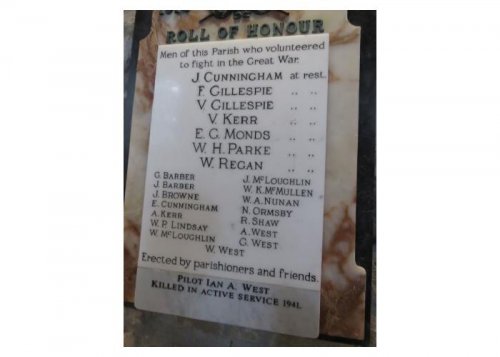 ROLL OF HONOUR
Men of this Parish who volunteered
to fight in the Great War.
J. CUNNINGHAM at rest.
F. GILLESPIE " "
V. GILLESPIE " "
V. KERR " "
E. G. MONDS " "
W. H. PARKE " "
W. REGAN " "
G. BARBER
J. BARBER
J. BROWNE
E. CUNNINGHAM
A. KERR
W. P. LINDSAY
W. McLOUGHLIN
J. McLOUGHLIN
W. K. McMULLEN
W. A. NUNAN
N. ORMSBY
R. SHAW
A. WEST
G. WEST
W. WEST
Erected by parishioners and friends.
PILOT IAN A. WEST
KILLED IN ACTIVE SERVICE 1941.